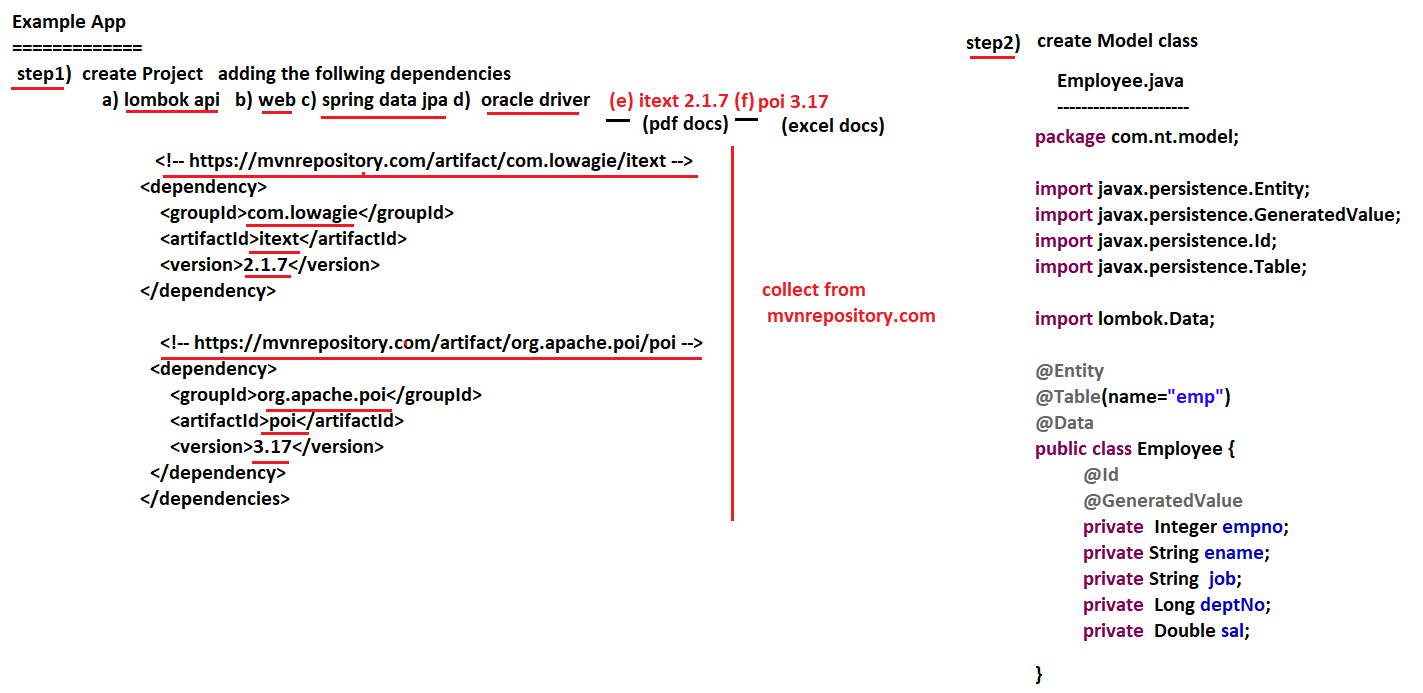 Example App
=============
step1) create Project adding the follwing dependencies
a) lombok api b) web c) spring data jpa d) oracle driver (e) itext 2.1.7 (f) poi 3.17
(pdf docs) (excel docs)
<!-- https://mvnrepository.com/artifact/com.lowagie/itext -->
<dependency>
<groupId>com.lowagie</groupId>
<artifactId>itext</artifactId>
<version>2.1.7</version>
</dependency>
<!-- https://mvnrepository.com/artifact/org.apache.poi/poi -->
<dependency>
<groupId>org.apache.poi</groupId>
<artifactId>poi</artifactId>
<version>3.17</version>
</dependency>
</dependencies>
collect from
mvnrepository.com
step2) create Model class
Employee.java
----------------------
package com.nt.model;
import javax.persistence.Entity;
import javax.persistence.GeneratedValue;
import javax.persistence.Id;
import javax.persistence.Table;
import lombok.Data;
@Entity
@Table(name="emp")
@Data
public class Employee {
@Id
@GeneratedValue
private Integer empno;
private String ename;
private String job;
private Long deptNo;
private Double sal;
}